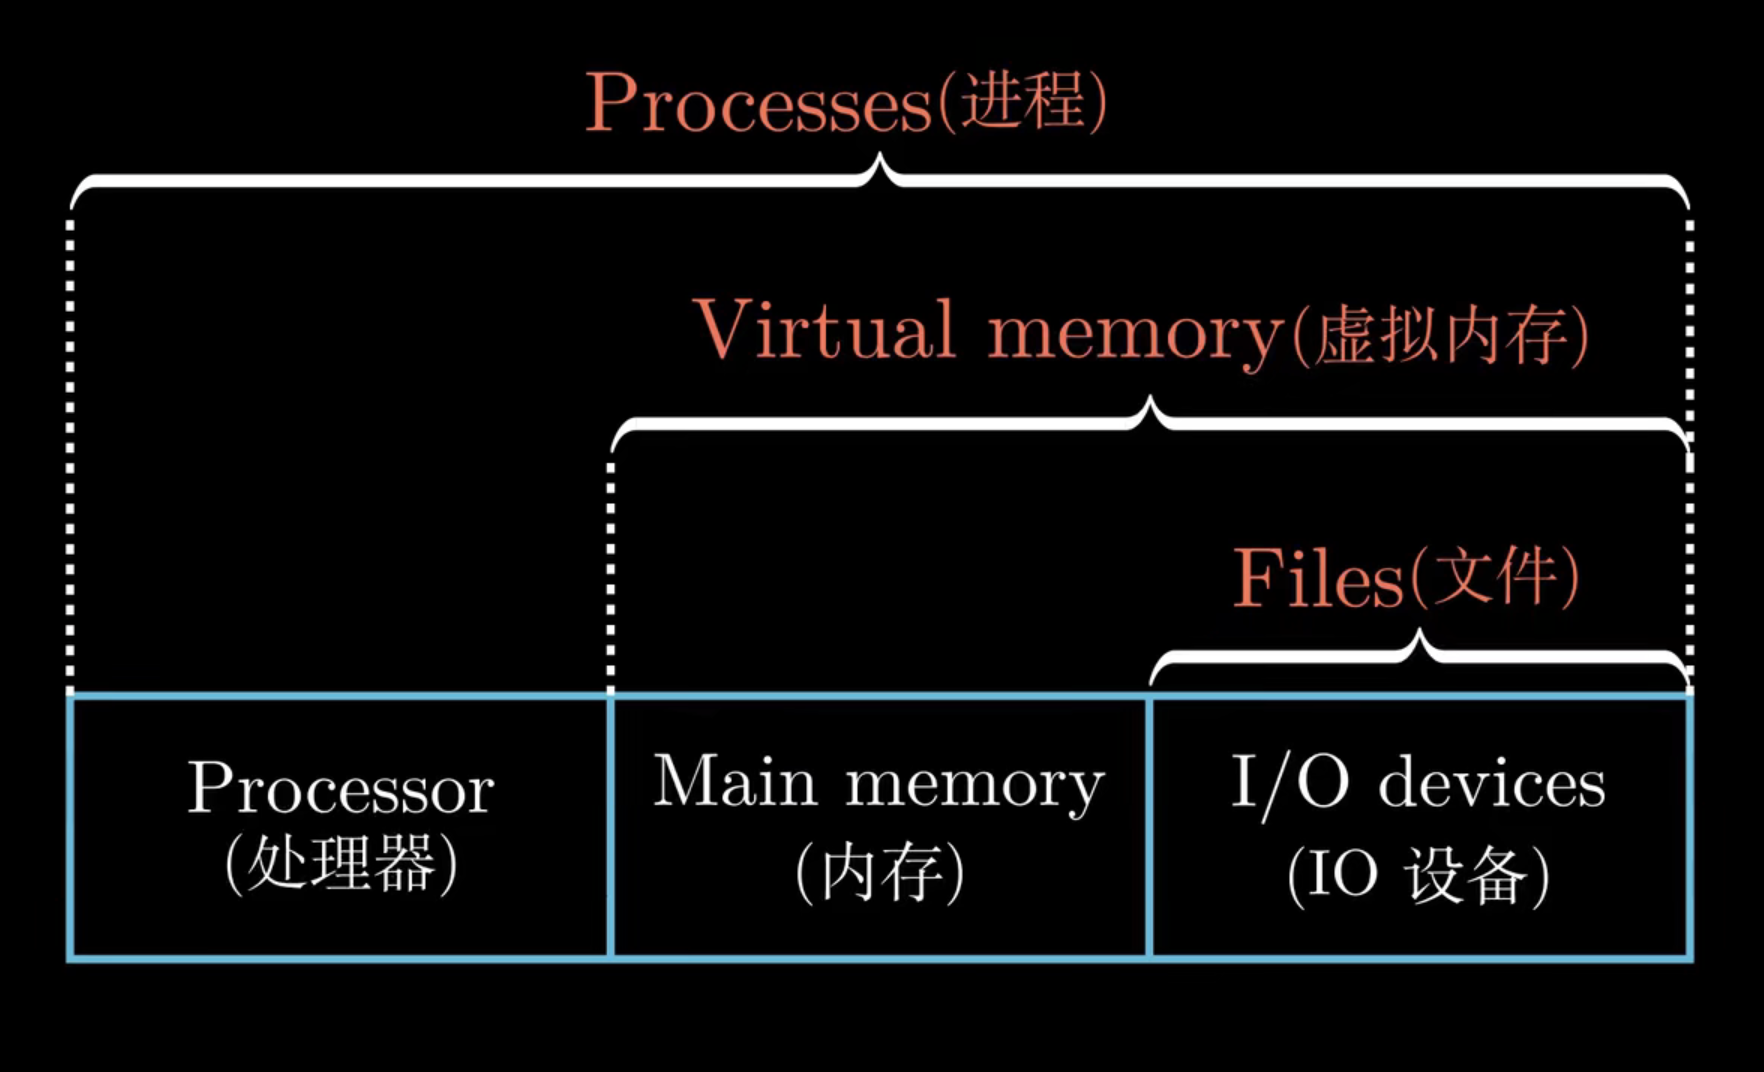 Processes(进程)
Virtual memory(虚拟内存)
Files(文件)
Processor
(处理器)
Main memory
(内存)
I/O devices
(IO 设备)